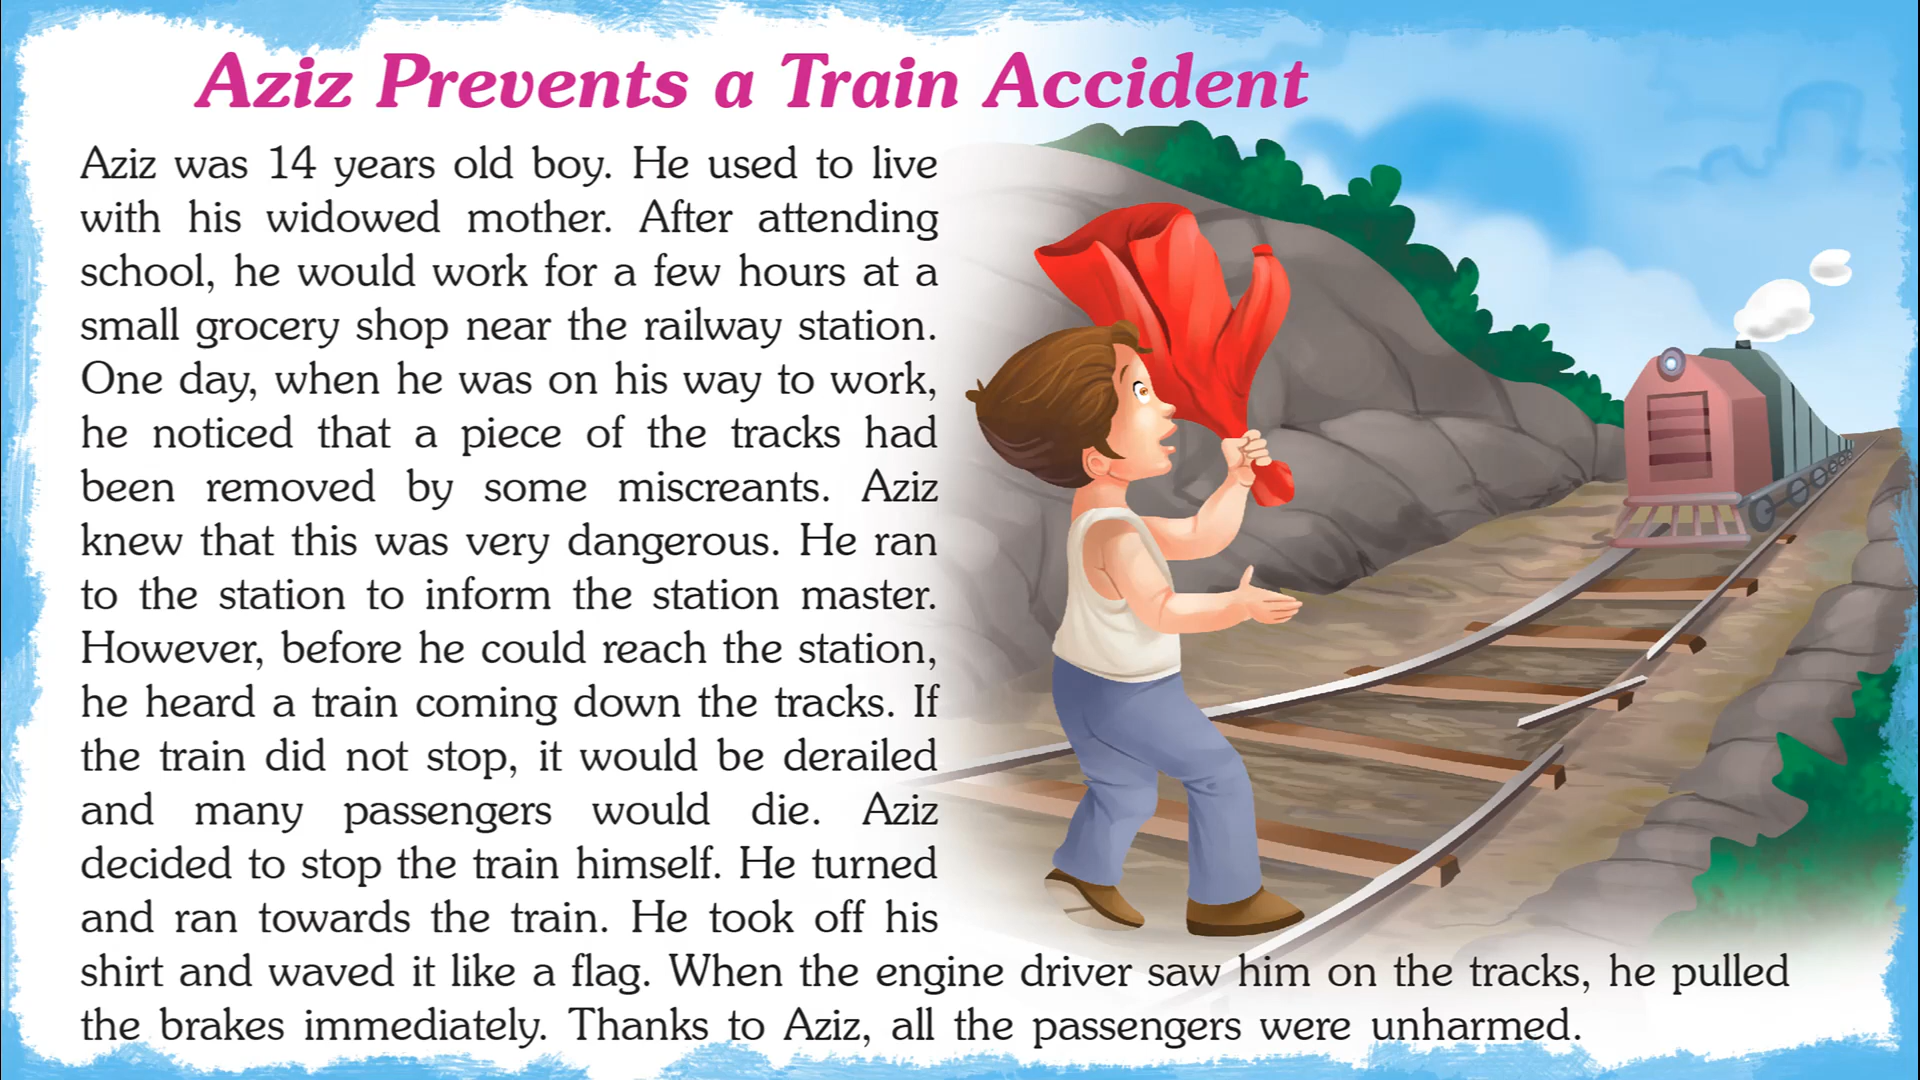 Aziz Prevents a Train Accident
Aziz was 14 years old boy. He used to live
with his widowed mother. After attending
school, he would work for a few hours at a
small grocery shop near the railway station.
One day, when he was on his way to work,
he noticed that a piece of the tracks had
been removed by some miscreants. Aziz
knew that this was very dangerous. He ran
to the station to inform the station master.
However, before he could reach the station,
he heard a train coming down the tracks. If
the train did not stop, it would be derailed
and many passengers would die. Aziz
decided to stop the train himself. He turned
and ran towards the train. He took off his
shirt and waved it like a flag. When the engine driver saw him on the tracks, he pulled
the brakes immediately. Thanks to Aziz, all the passengers were unharmed.